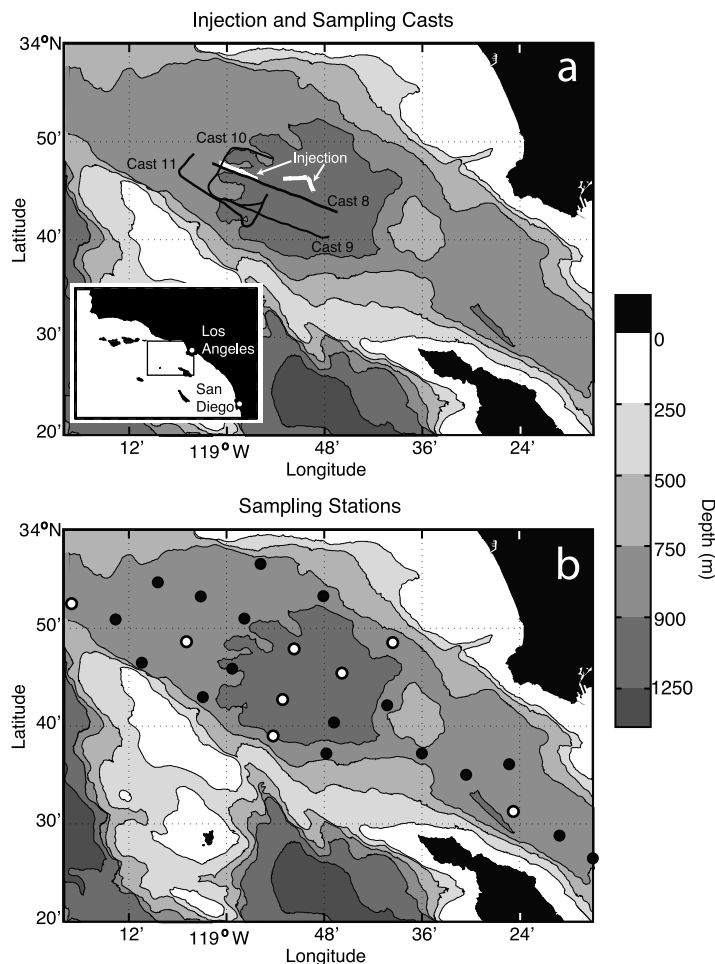 Injection and Sampling Casts
a
34°N
50'
40'
30'
20'
Latitude
Cast 10
Cast 11
Injection
Cast 8
Cast 9
Los
Angeles
San
Diego
12'
119° W
48'
36'
24'
Longitude
0
250
500
750
900
1250
Depth (m)
Sampling Stations
b
34°N
50'
40'
30'
20'
Latitude
12'
119° W
48'
36'
24'
Longitude